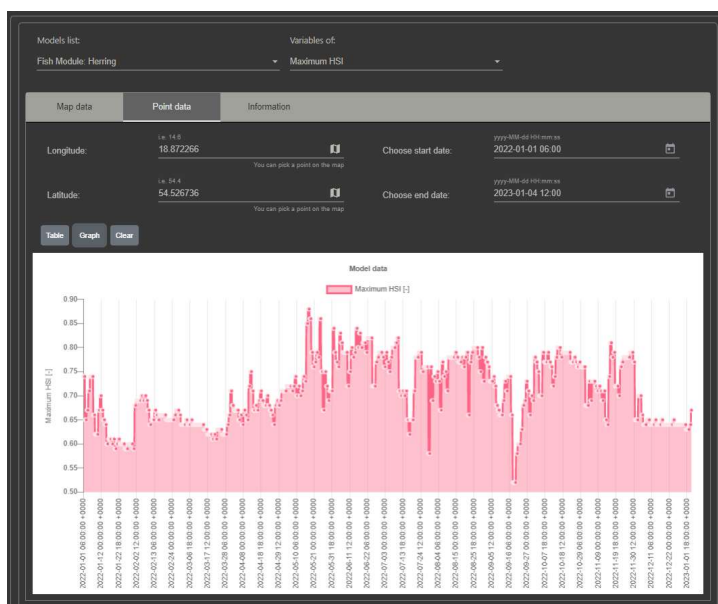 Models list: Variables of:
Fish Module: Herring Maximum HSI
Map data Point data Information
i.e. 14.6 yyyy-MM-dd HH:mm:ss
Longitude: 18.872266 Choose start date: 2022-01-01 06:00
You can pick a point on the map
i.e. 54.4 yyyy-MM-dd HH:mm:ss
Latitude: 54.526736 Choose end date: 2023-01-04 12:00
You can pick a point on the map
Table Graph Clear
Model data
Maximum HSI [-]
0.90
0.85
0.80
0.75
0.70
0.65
0.60
0.55
0.50
Maximum HSI [-]
2022-01-01 06:00:00 +0000
2022-01-12 00:00:00 +0000
2022-01-22 18:00:00 +0000
2022-02-02 12:00:00 +0000
2022-02-13 06:00:00 +0000
2022-02-24 00:00:00 +0000
2022-03-06 18:00:00 +0000
2022-03-17 12:00:00 +0000
2022-03-28 06:00:00 +0000
2022-04-08 00:00:00 +0000
2022-04-18 18:00:00 +0000
2022-04-29 12:00:00 +0000
2022-05-10 06:00:00 +0000
2022-05-21 00:00:00 +0000
2022-05-31 18:00:00 +0000
2022-06-11 12:00:00 +0000
2022-06-22 06:00:00 +0000
2022-07-03 00:00:00 +0000
2022-07-13 18:00:00 +0000
2022-07-24 12:00:00 +0000
2022-08-04 06:00:00 +0000
2022-08-15 00:00:00 +0000
2022-08-25 18:00:00 +0000
2022-09-05 12:00:00 +0000
2022-09-16 06:00:00 +0000
2022-09-27 00:00:00 +0000
2022-10-07 18:00:00 +0000
2022-10-18 12:00:00 +0000
2022-10-29 06:00:00 +0000
2022-11-09 00:00:00 +0000
2022-11-19 18:00:00 +0000
2022-11-30 12:00:00 +0000
2022-12-11 06:00:00 +0000
2022-12-22 00:00:00 +0000
2023-01-01 18:00:00 +0000